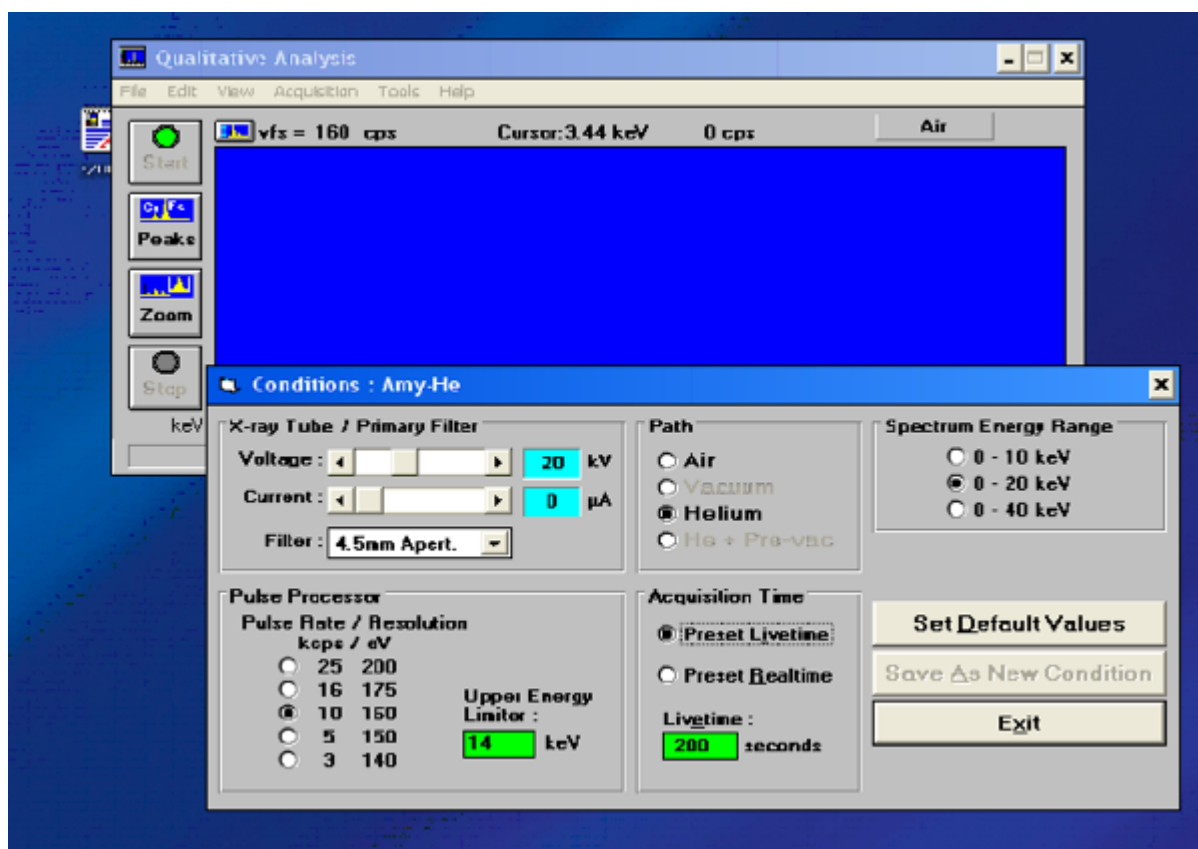 Qualitative Analysis
File Edit View Acquisition Tools Help
Start
vfs = 160 cps Cursor:3.44 keV 0 cps Air
Peaks
Zoom
Stop
keV
Conditions : Amy-He
X-ray Tube / Primary Filter
Voltage : 20 kV
Current : 0 µA
Filter : 4.5mm Apert.
Path
Air
Vacuum
Helium
He + Pre-vac
Spectrum Energy Range
0 - 10 keV
0 - 20 keV
0 - 40 keV
Pulse Processor
Pulse Rate / Resolution
kcps / eV
25 200
16 175
10 160
5 150
3 140
Upper Energy
Limitor :
14 keV
Acquisition Time
Preset Livetime
Preset Realtime
Livetime :
200 seconds
Set Default Values
Save As New Condition
Exit